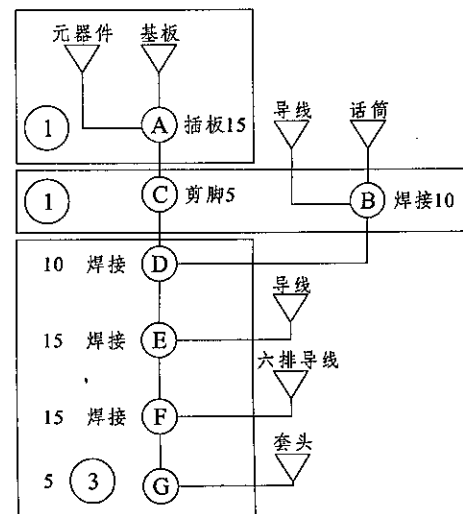 元器件 基板
导线 话筒
1 A 插板15
1 C 剪脚5 B 焊接10
10 焊接 D
导线
15 焊接 E
六排导线
15 焊接 F
套头
5 3 G